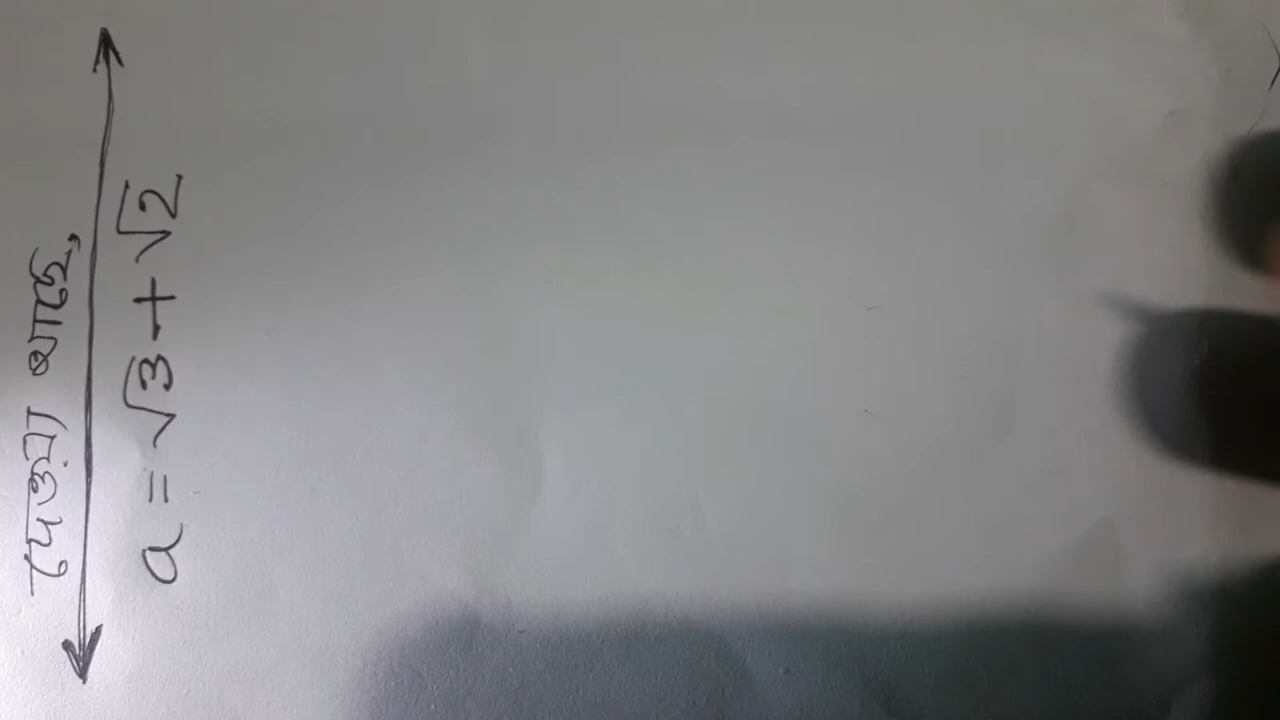 দেওয়া আছে,
a = √3 + √2